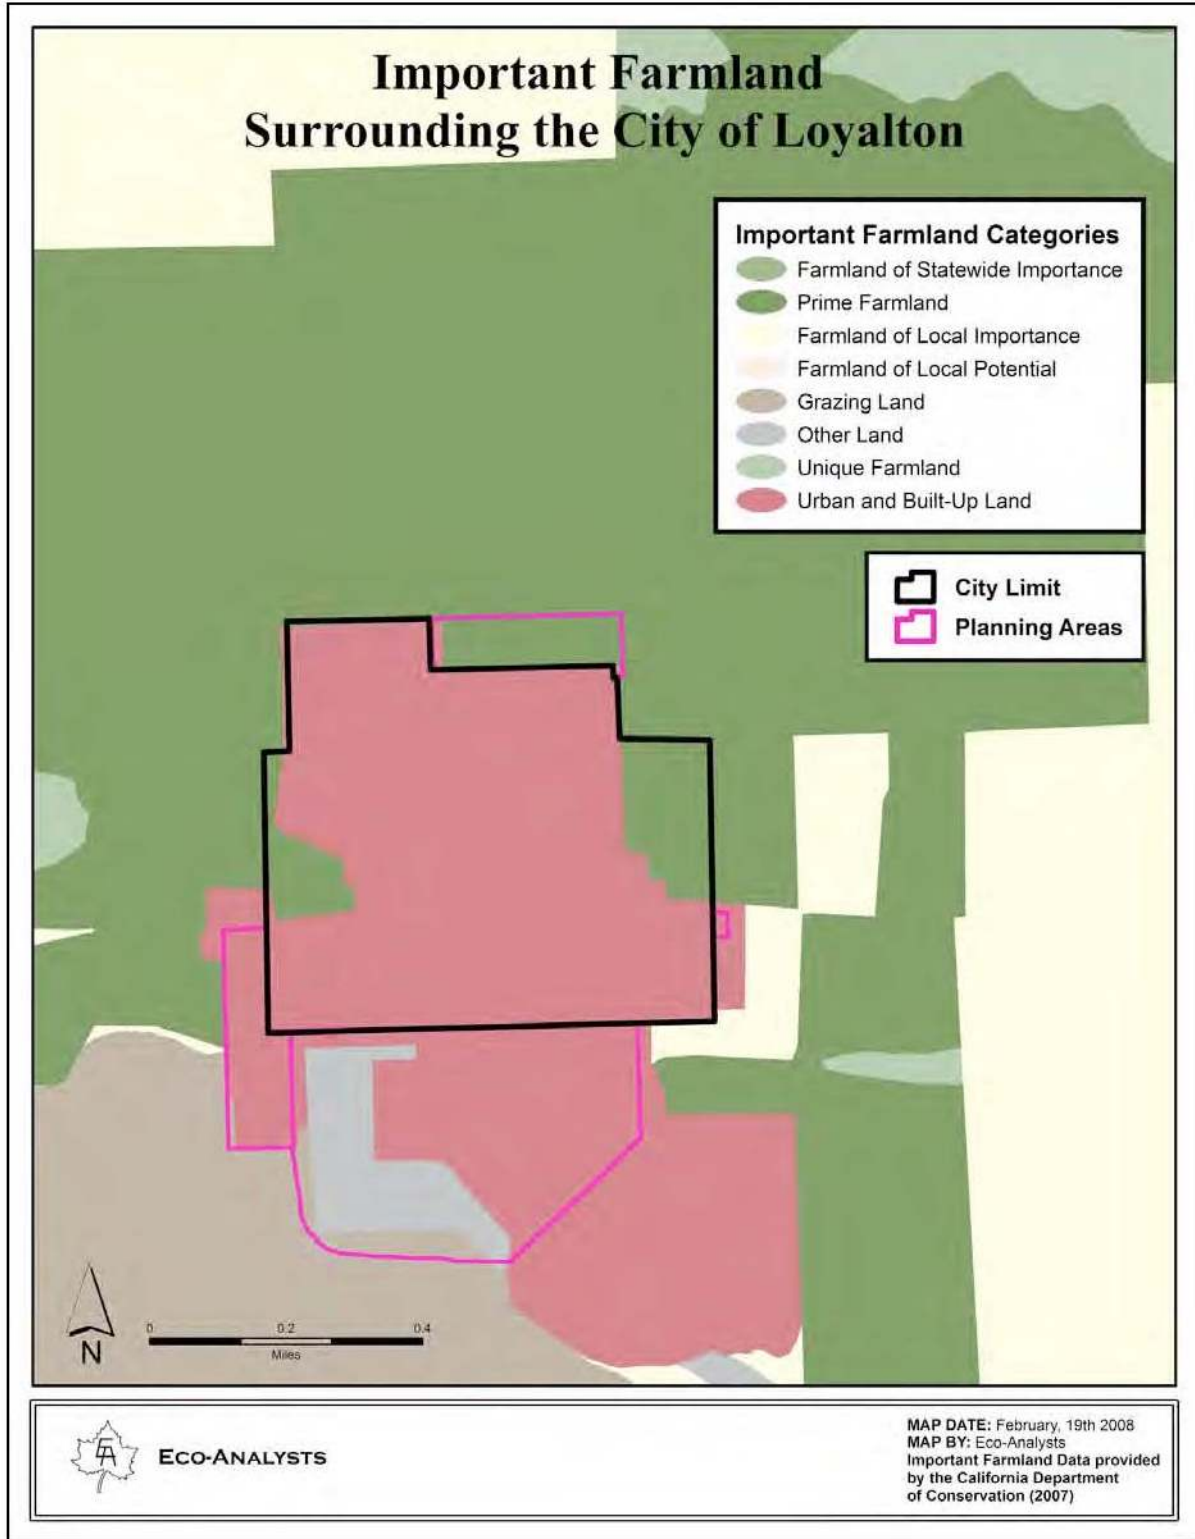 Important Farmland
Surrounding the City of Loyalton
Important Farmland Categories
Farmland of Statewide Importance
Prime Farmland
Farmland of Local Importance
Farmland of Local Potential
Grazing Land
Other Land
Unique Farmland
Urban and Built-Up Land
City Limit
Planning Areas
N
0 0.2 0.4
Miles
EA
ECO-ANALYSTS
MAP DATE: February, 19th 2008
MAP BY: Eco-Analysts
Important Farmland Data provided
by the California Department
of Conservation (2007)